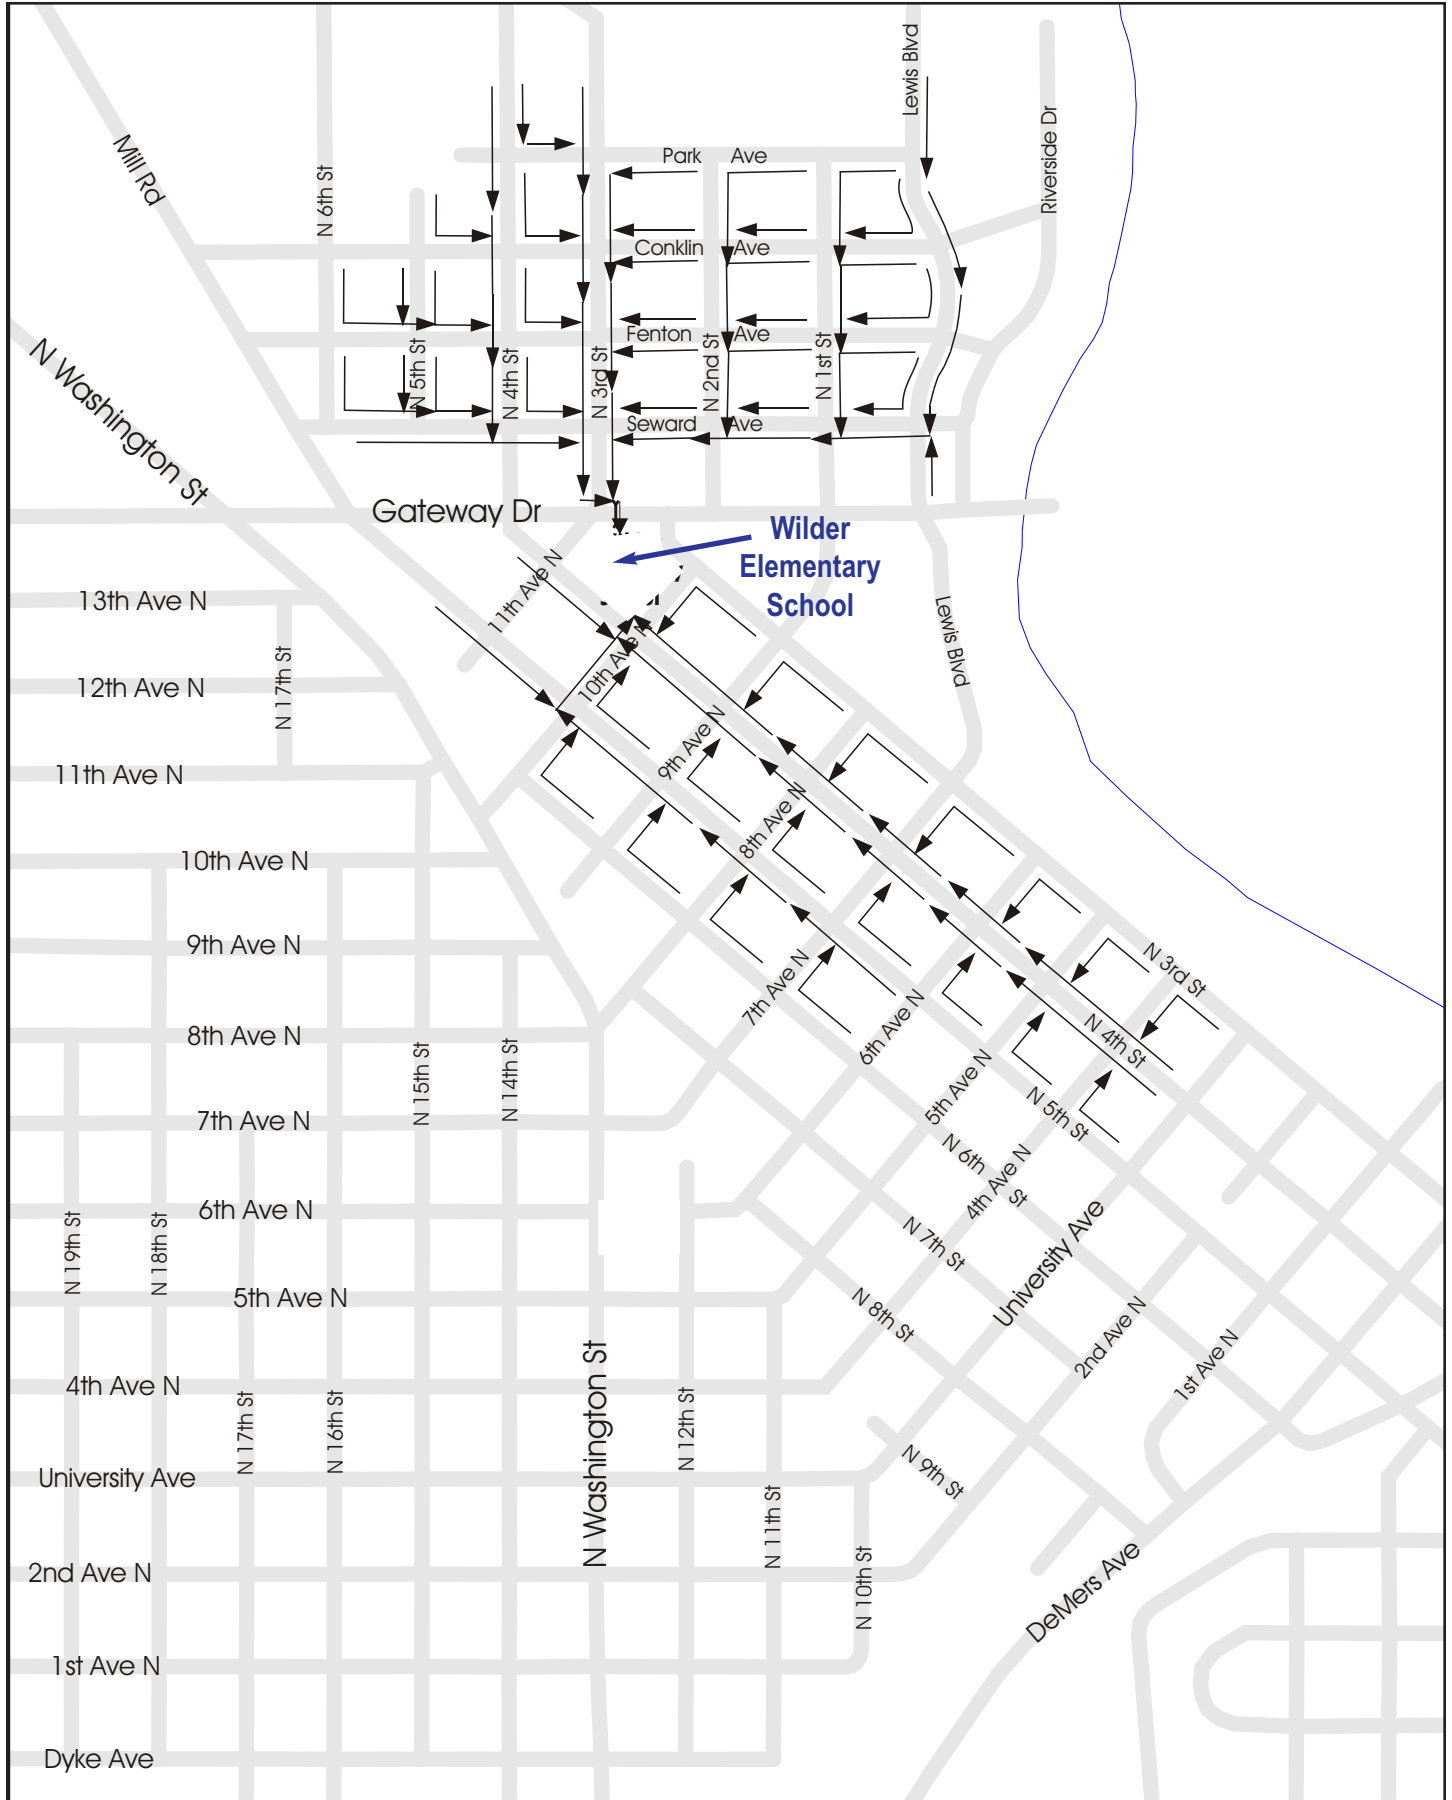 Lewis Blvd
Riverside Dr
Mill Rd
N 6th St
Park Ave
Conklin Ave
Fenton Ave
N 5th St
N 4th St
N 3rd St
N 2nd St
N 1st St
Seward Ave
N Washington St
Gateway Dr
Wilder
Elementary
School
11th Ave N
13th Ave N
Lewis Blvd
10th Ave N
12th Ave N
N 17th St
9th Ave N
11th Ave N
8th Ave N
10th Ave N
9th Ave N
7th Ave N
N 3rd St
6th Ave N
N 4th St
8th Ave N
N 15th St
N 14th St
5th Ave N
N 5th St
7th Ave N
N 6th St
4th Ave N
6th Ave N
N 19th St
N 18th St
N 7th St
University Ave
5th Ave N
N 8th St
2nd Ave N
1st Ave N
4th Ave N
N 17th St
N 16th St
N Washington St
N 12th St
University Ave
N 9th St
N 11th St
2nd Ave N
N 10th St
DeMers Ave
1st Ave N
Dyke Ave